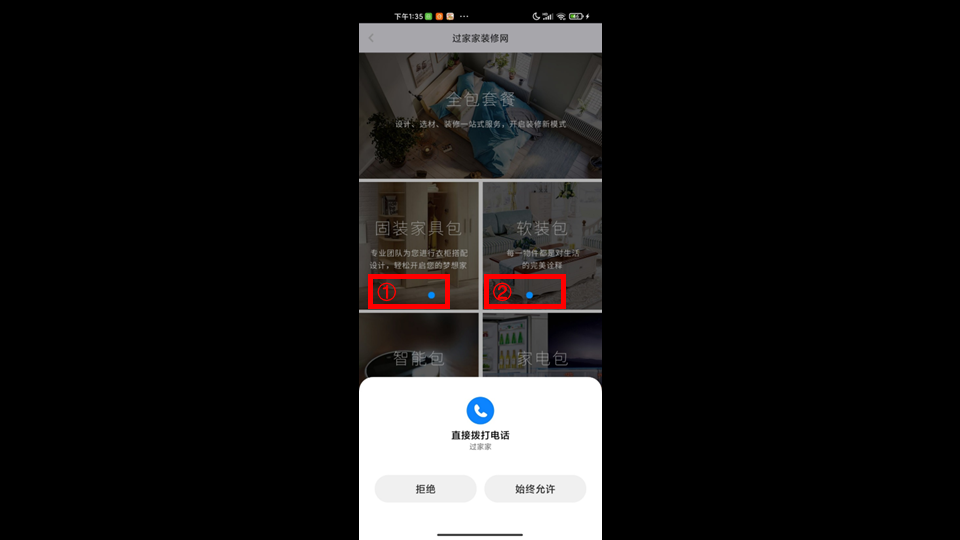 下午1:35
过家家装修网
全包套餐
设计、选材、装修一站式服务，开启装修新模式
固装家具包
专业团队为您进行衣柜搭配
设计，轻松开启您的梦想家
①
软装包
每一物件都是对生活
的完美诠释
②
智能包
家电包
直接拨打电话
过家家
拒绝
始终允许